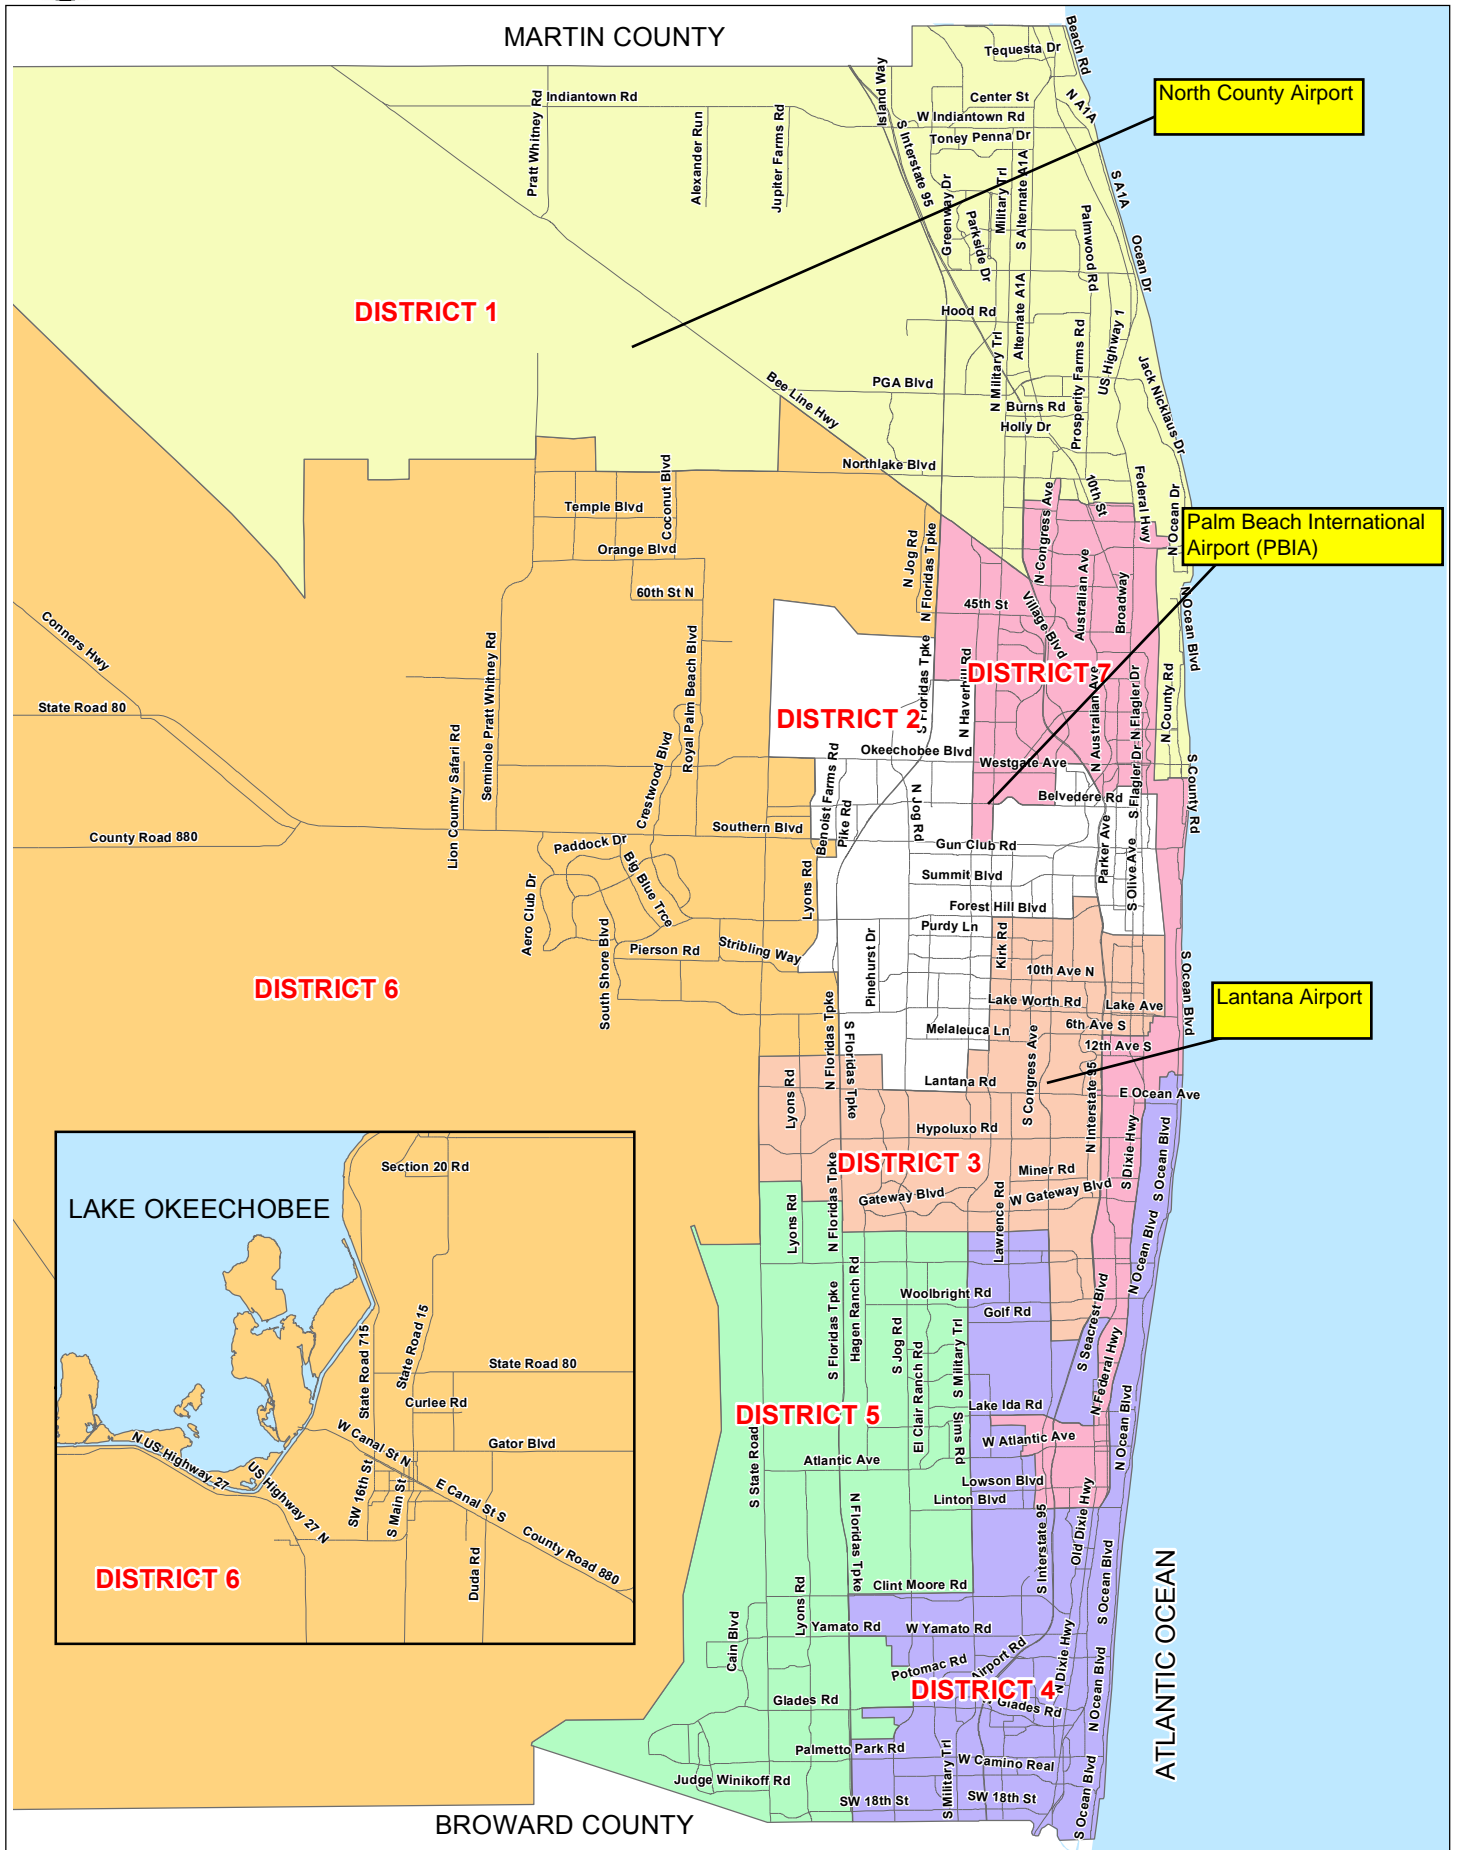 MARTIN COUNTY
Tequesta Dr
Beach Rd
Island Way
North County Airport
Indiantown Rd
Center St
N A1A
Pratt Whitney Rd
Alexander Run
Jupiter Farms Rd
W Indiantown Rd
Toney Penna Dr
S Interstate 95
Military Trl
S Alternate A1A
S A1A
Greenway Dr
Parkside Dr
Palmwood Rd
Ocean Dr
DISTRICT 1
Hood Rd
Alternate A1A
US Highway 1
N Military Trl
Prosperity Farms Rd
Jack Nicklaus Dr
Bee Line Hwy
PGA Blvd
Burns Rd
Holly Dr
Northlake Blvd
Coconut Blvd
Temple Blvd
Orange Blvd
60th St N
N Congress Ave
10th St
Federal Hwy
N Ocean Dr
Palm Beach International
Airport (PBIA)
N Jog Rd
N Floridas Tpke
45th St
Village Blvd
Australian Ave
Broadway
N Ocean Blvd
Conners Hwy
State Road 80
Seminole Pratt Whitney Rd
Royal Palm Beach Blvd
Lion Country Safari Rd
Crestwood Blvd
DISTRICT 7
DISTRICT 2
S Floridas Tpke
N Haverhill Rd
N Australian Ave
N Flagler Dr
N County Rd
Okeechobee Blvd
Westgate Ave
Belvedere Rd
S Flagler Dr
S County Rd
County Road 880
Southern Blvd
Benoist Farms Rd
Pike Rd
N Jog Rd
Gun Club Rd
Parker Ave
S Olive Ave
Paddock Dr
Big Blue Trce
Aero Club Dr
Lyons Rd
Summit Blvd
Forest Hill Blvd
Purdy Ln
Kirk Rd
South Shore Blvd
Pierson Rd
Stribling Way
Pinehurst Dr
10th Ave N
S Ocean Blvd
DISTRICT 6
Lantana Airport
Lake Worth Rd
Lake Ave
6th Ave S
12th Ave S
Melaleuca Ln
N Floridas Tpke
S Floridas Tpke
S Congress Ave
N Interstate 95
Lantana Rd
E Ocean Ave
Lyons Rd
Hypoluxo Rd
S Dixie Hwy
S Ocean Blvd
DISTRICT 3
Miner Rd
Gateway Blvd
W Gateway Blvd
Lawrence Rd
N Floridas Tpke
Lyons Rd
N Ocean Blvd
LAKE OKEECHOBEE
Section 20 Rd
State Road 715
State Road 15
State Road 80
Curlee Rd
Gator Blvd
W Canal St N
N US Highway 27
US Highway 27 N
SW 16th St
S Main St
E Canal St S
County Road 880
Duda Rd
DISTRICT 6
S Floridas Tpke
Hagen Ranch Rd
Woolbright Rd
Golf Rd
S Seacrest Blvd
S Jog Rd
El Clair Ranch Rd
S Military Trl
N Federal Hwy
DISTRICT 5
Lake Ida Rd
Sims Rd
W Atlantic Ave
N Ocean Blvd
S State Road
Atlantic Ave
Lowson Blvd
Linton Blvd
N Floridas Tpke
S Interstate 95
Old Dixie Hwy
S Ocean Blvd
Clint Moore Rd
Lyons Rd
Cain Blvd
Yamato Rd
W Yamato Rd
Potomac Rd
Airport Rd
N Dixie Hwy
N Ocean Blvd
DISTRICT 4
Glades Rd
Glades Rd
Palmetto Park Rd
W Camino Real
Judge Winikoff Rd
S Military Trl
SW 18th St
SW 18th St
S Ocean Blvd
ATLANTIC OCEAN
BROWARD COUNTY